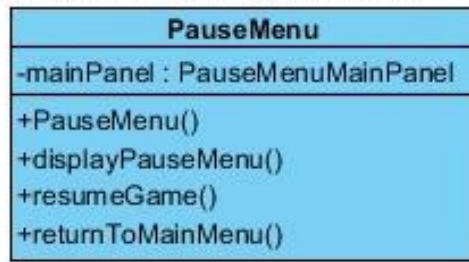 PauseMenu
-mainPanel : PauseMenuMainPanel
+PauseMenu()
+displayPauseMenu()
+resumeGame()
+returnToMainMenu()